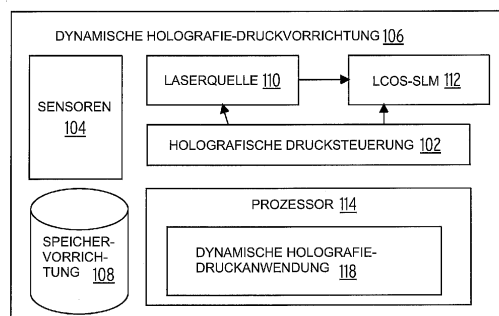 DYNAMISCHE HOLOGRAFIE-DRUCKVORRICHTUNG 106
SENSOREN
104
LASERQUELLE 110
LCOS-SLM 112
HOLOGRAFISCHE DRUCKSTEUERUNG 102
SPEICHER-
VORRICH-
TUNG 108
PROZESSOR 114
DYNAMISCHE HOLOGRAFIE-
DRUCKANWENDUNG 118